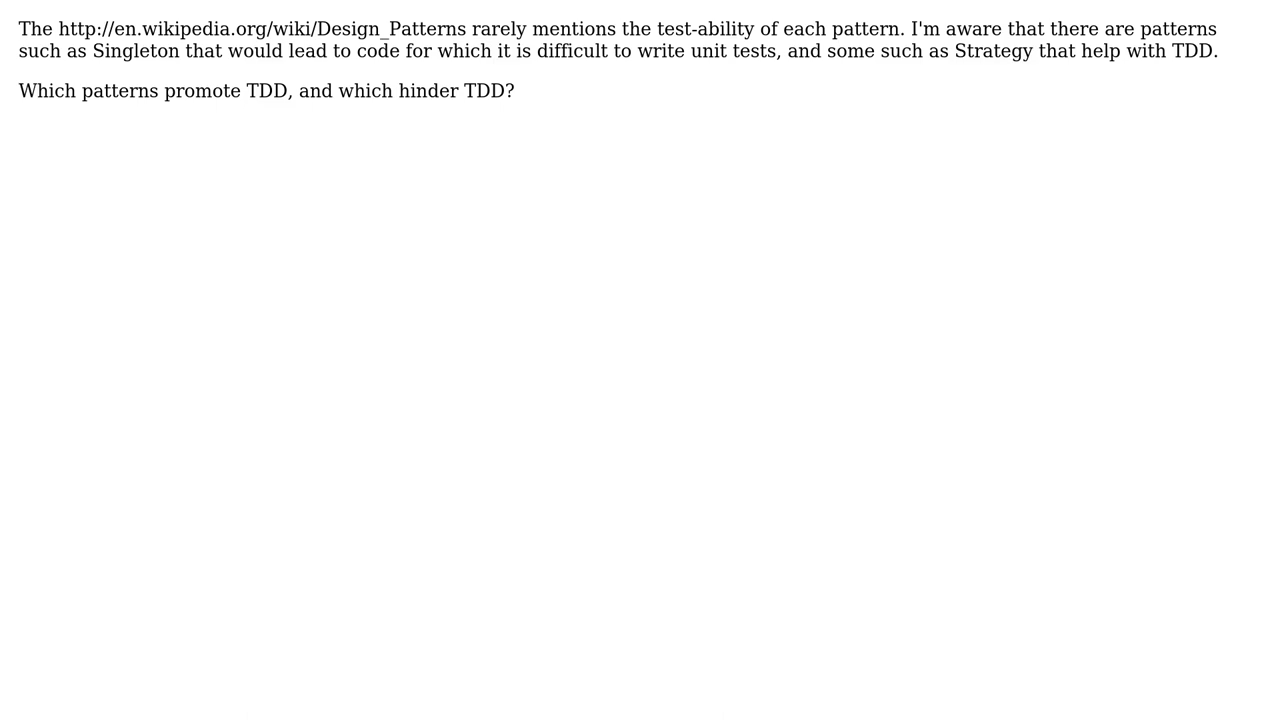 The http://en.wikipedia.org/wiki/Design_Patterns rarely mentions the test-ability of each pattern. I'm aware that there are patterns
such as Singleton that would lead to code for which it is difficult to write unit tests, and some such as Strategy that help with TDD.
Which patterns promote TDD, and which hinder TDD?